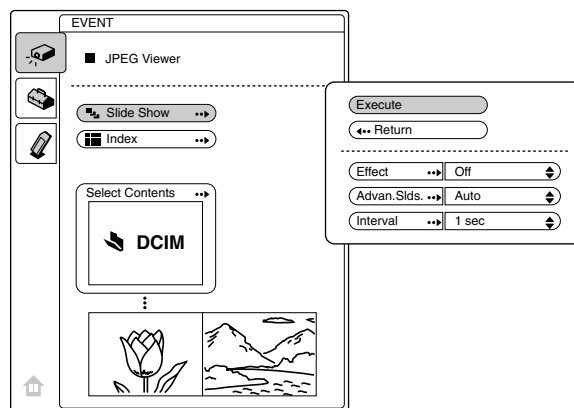 EVENT
JPEG Viewer
Slide Show
Index
Select Contents
DCIM
Execute
Return
Effect Off
Advan.Slds. Auto
Interval 1 sec